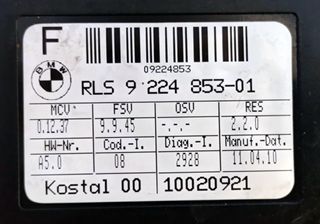 F
09224853
BMW
RLS 9 224 853-01
MCV FSV OSV RES
0.12.37 9.9.45 -.-.- 2.2.0
HW-Nr. Cod.-I. Diag.-I. Manuf.-Dat.
A5.0 08 2928 11.04.10
Kostal 00 10020921